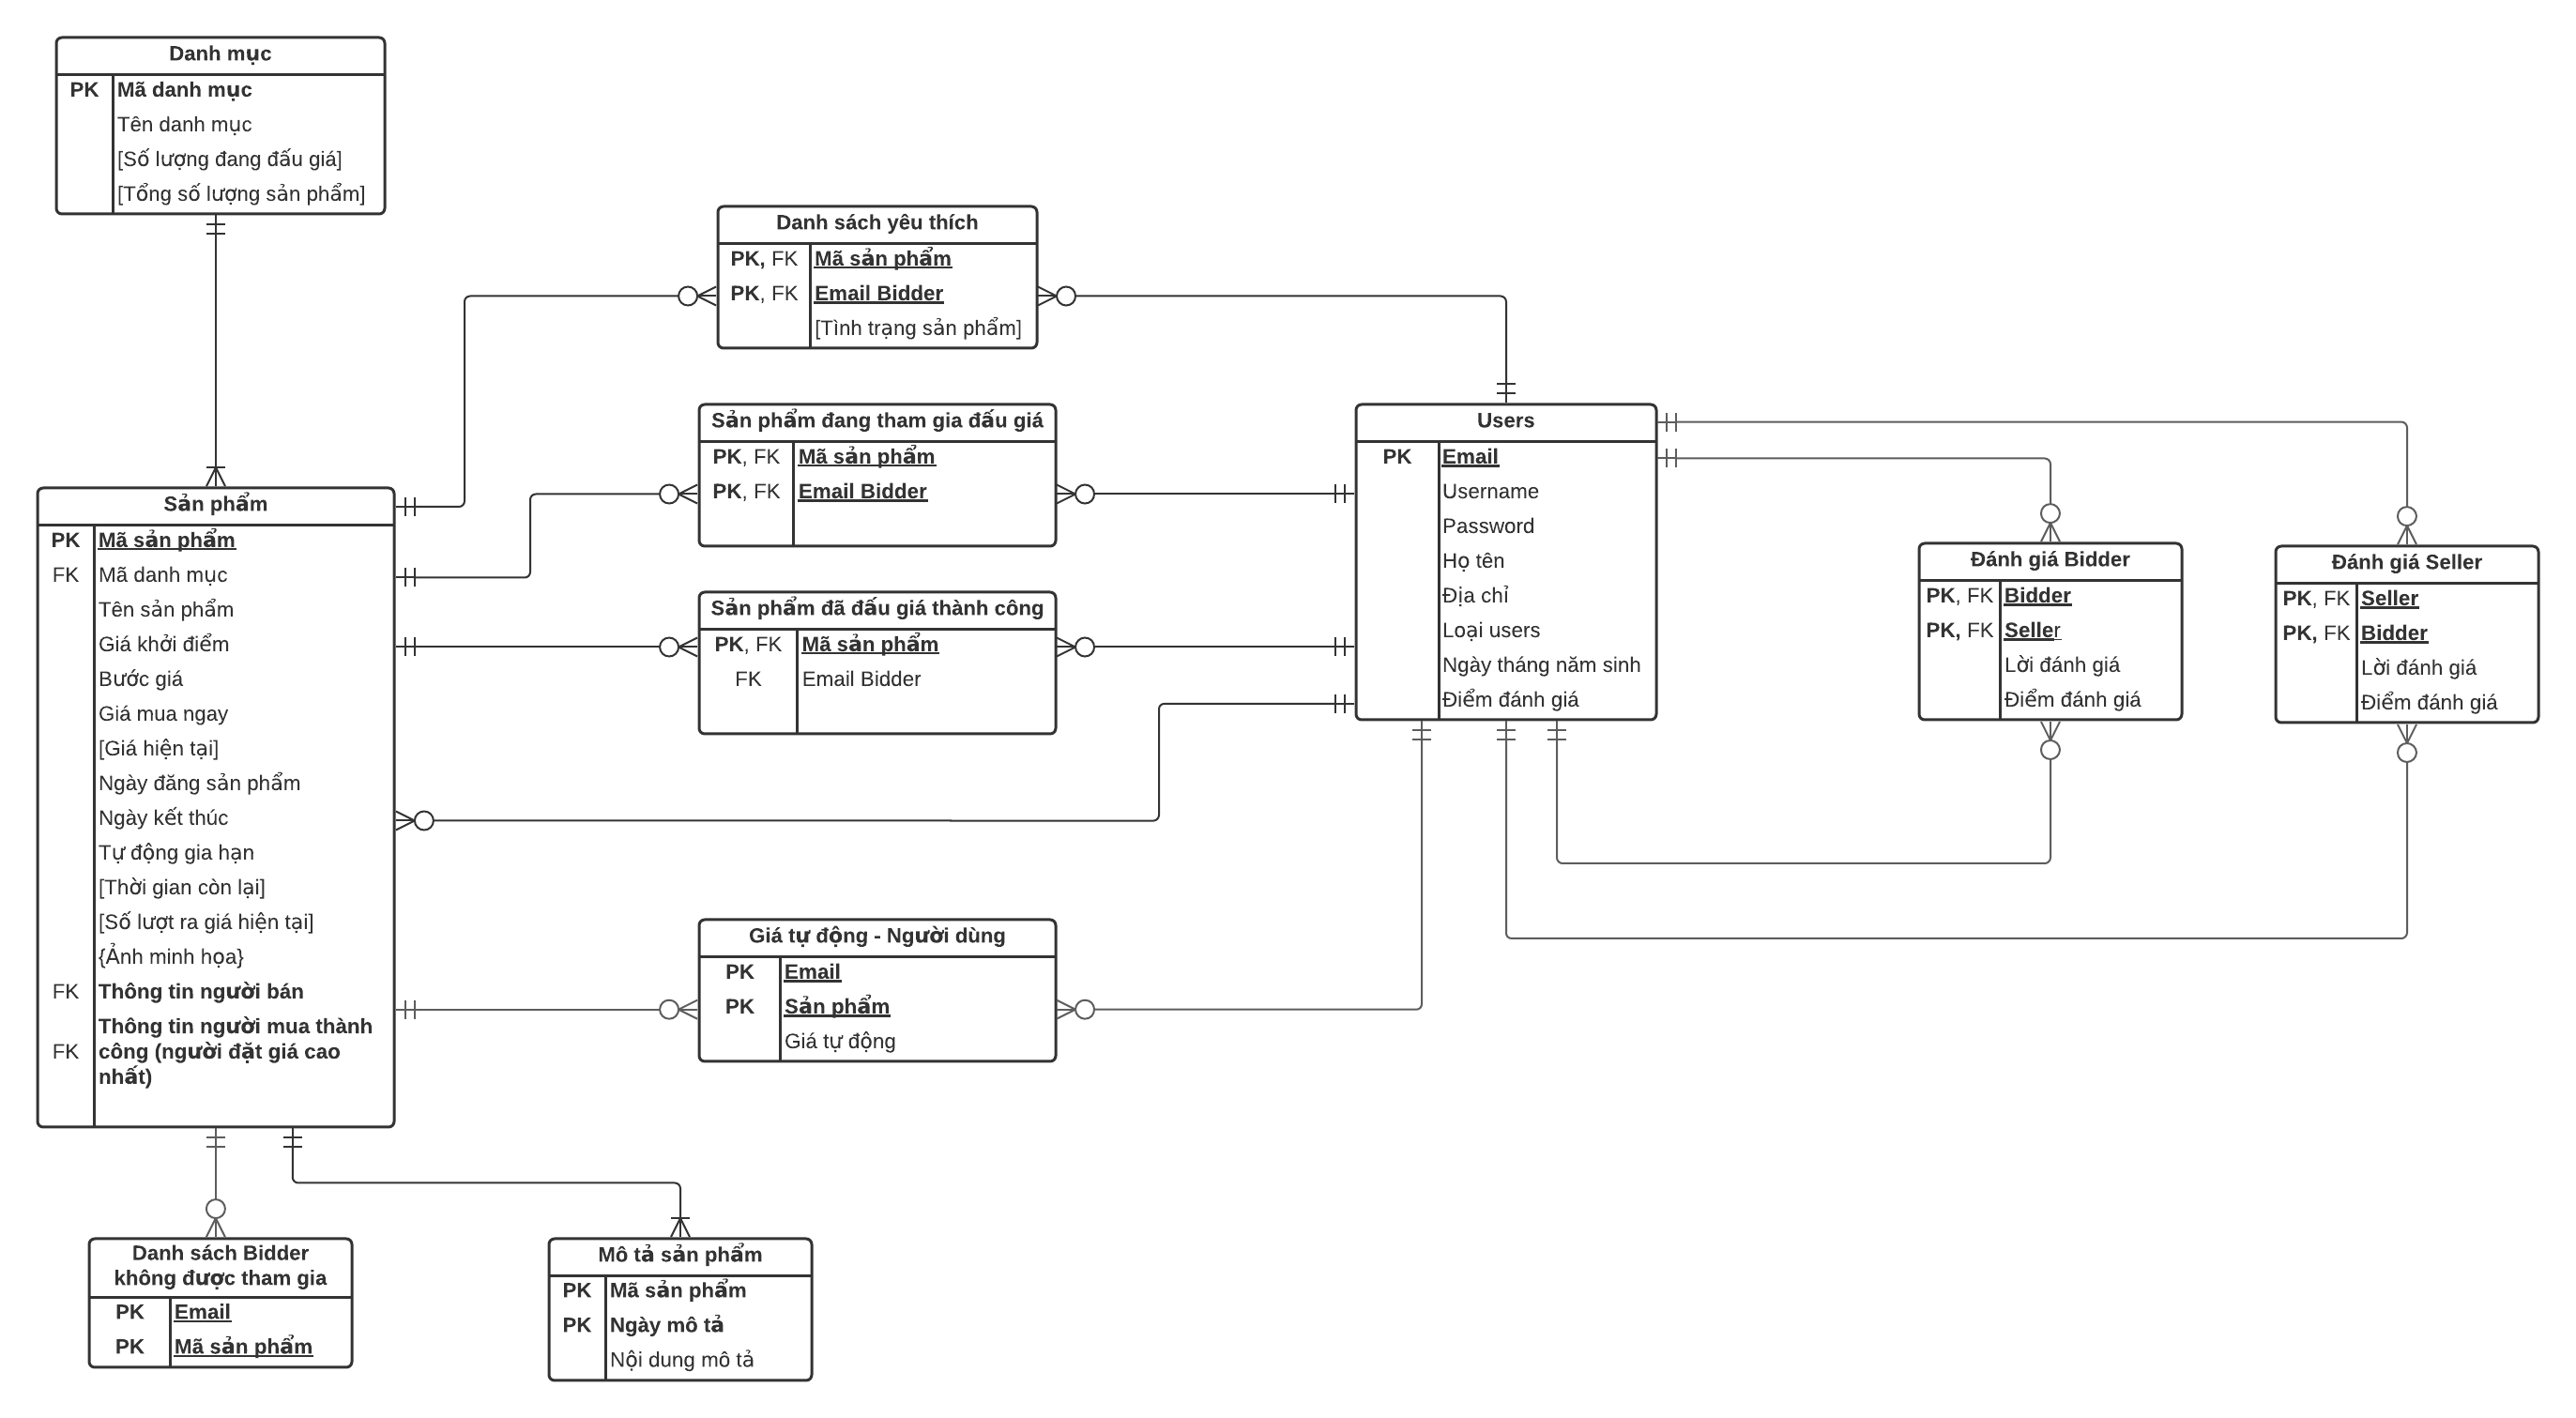 Danh mục
PK Mã danh mục
Tên danh mục
[Số lượng đang đấu giá]
[Tổng số lượng sản phẩm]
Danh sách yêu thích
PK, FK Mã sản phẩm
PK, FK Email Bidder
[Tình trạng sản phẩm]
Sản phẩm đang tham gia đấu giá
PK, FK Mã sản phẩm
PK, FK Email Bidder
Users
PK Email
Username
Password
Họ tên
Địa chỉ
Loại users
Ngày tháng năm sinh
Điểm đánh giá
Sản phẩm
PK Mã sản phẩm
FK Mã danh mục
Tên sản phẩm
Giá khởi điểm
Bước giá
Giá mua ngay
[Giá hiện tại]
Ngày đăng sản phẩm
Ngày kết thúc
Tự động gia hạn
[Thời gian còn lại]
[Số lượt ra giá hiện tại]
{Ảnh minh họa}
FK Thông tin người bán
Thông tin người mua thành
FK công (người đặt giá cao
nhất)
Đánh giá Bidder
PK, FK Bidder
PK, FK Seller
Lời đánh giá
Điểm đánh giá
Đánh giá Seller
PK, FK Seller
PK, FK Bidder
Lời đánh giá
Điểm đánh giá
Sản phẩm đã đấu giá thành công
PK, FK Mã sản phẩm
FK Email Bidder
Giá tự động - Người dùng
PK Email
PK Sản phẩm
Giá tự động
Danh sách Bidder
không được tham gia
PK Email
PK Mã sản phẩm
Mô tả sản phẩm
PK Mã sản phẩm
PK Ngày mô tả
Nội dung mô tả